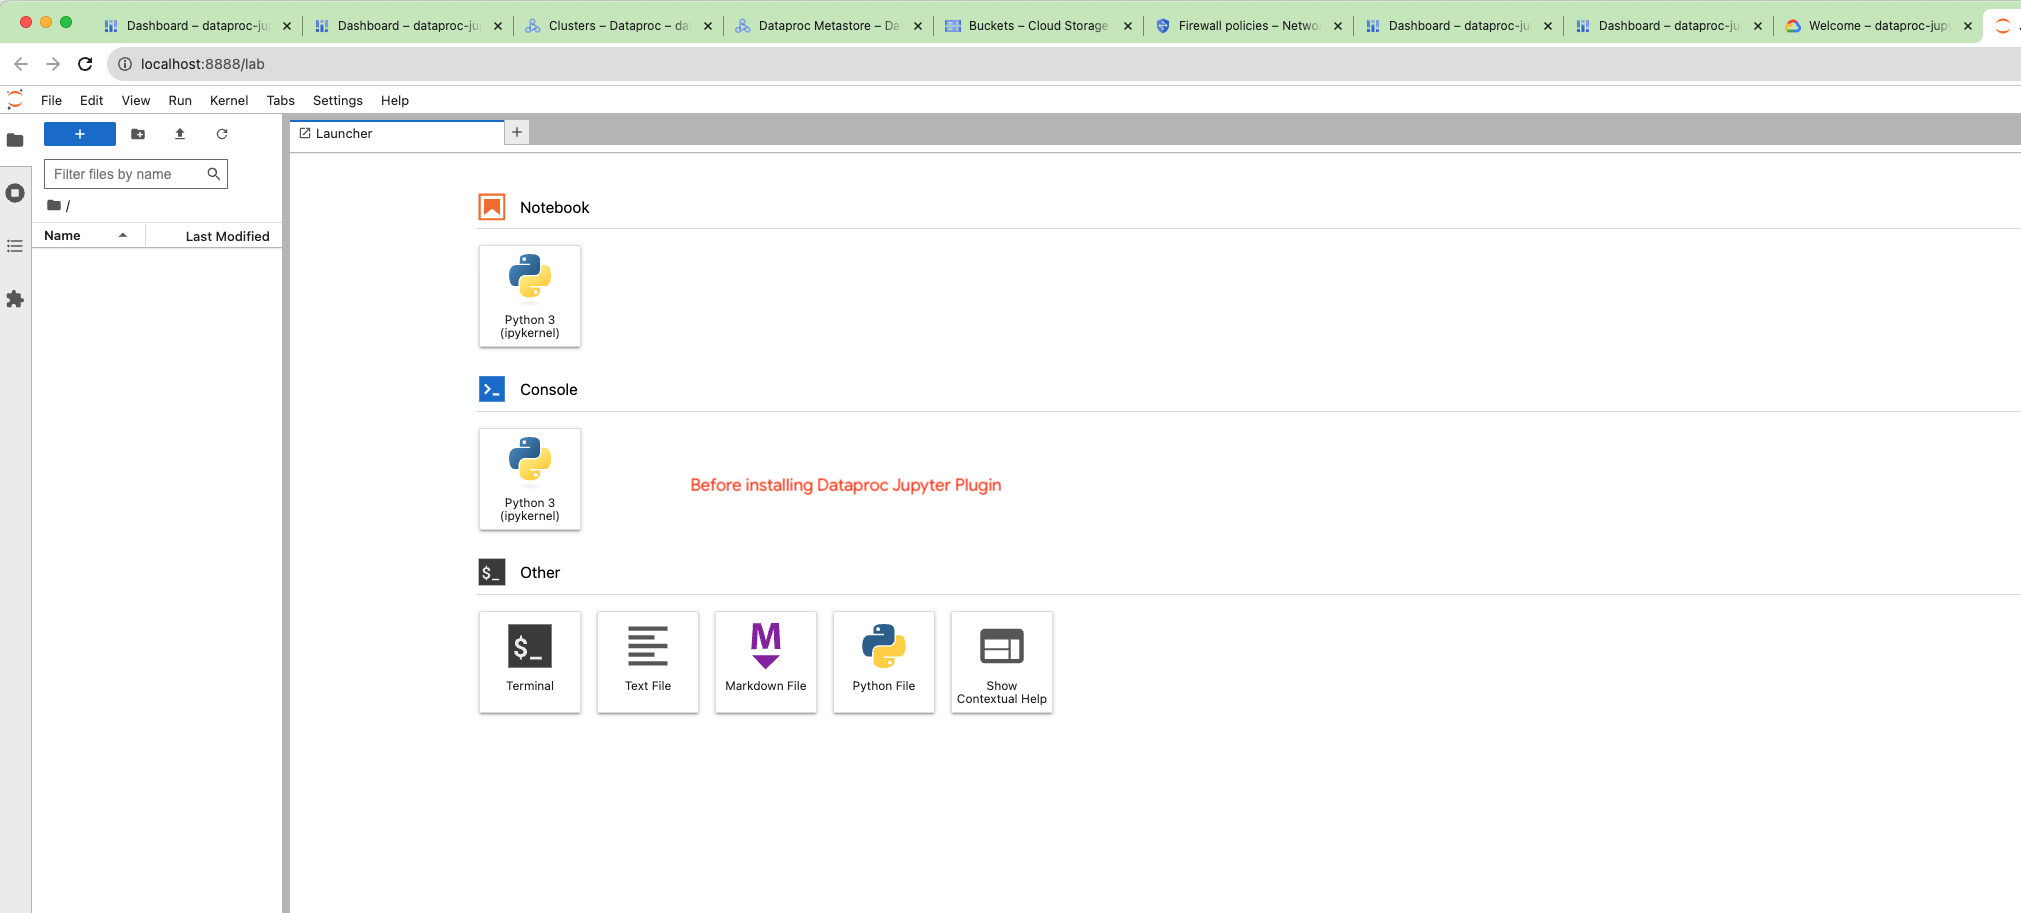 Dashboard – dataproc-ju
Dashboard – dataproc-ju
Clusters – Dataproc – da
Dataproc Metastore – Da
Buckets – Cloud Storage
Firewall policies – Netwo
Dashboard – dataproc-ju
Dashboard – dataproc-ju
Welcome – dataproc-jup
localhost:8888/lab
File Edit View Run Kernel Tabs Settings Help
Launcher
Filter files by name
/
Name Last Modified
Notebook
Python 3
(ipykernel)
Console
Python 3
(ipykernel)
Before installing Dataproc Jupyter Plugin
$_ Other
$_
Terminal
Text File
M
Markdown File
Python File
Show
Contextual Help